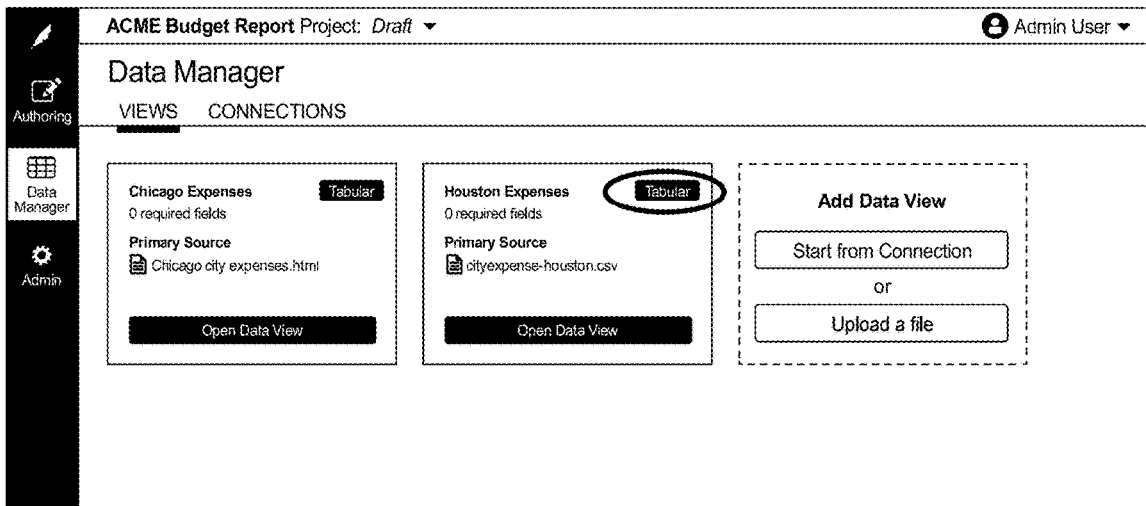 ACME Budget Report Project: Draft
Admin User
Authoring
Data
Manager
Admin
Data Manager
VIEWS CONNECTIONS
Chicago Expenses Tabular
0 required fields
Primary Source
Chicago city expenses.html
Open Data View
Houston Expenses Tabular
0 required fields
Primary Source
cityexpense-houston.csv
Open Data View
Add Data View
Start from Connection
or
Upload a file